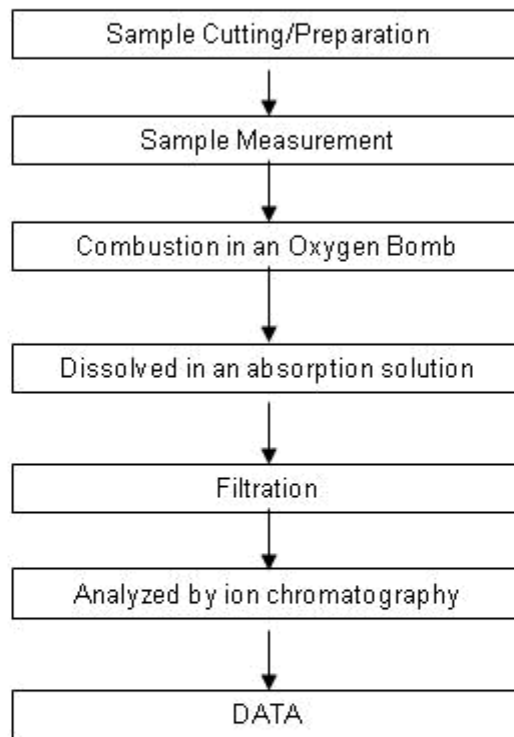 Sample Cutting/Preparation
Sample Measurement
Combustion in an Oxygen Bomb
Dissolved in an absorption solution
Filtration
Analyzed by ion chromatography
DATA